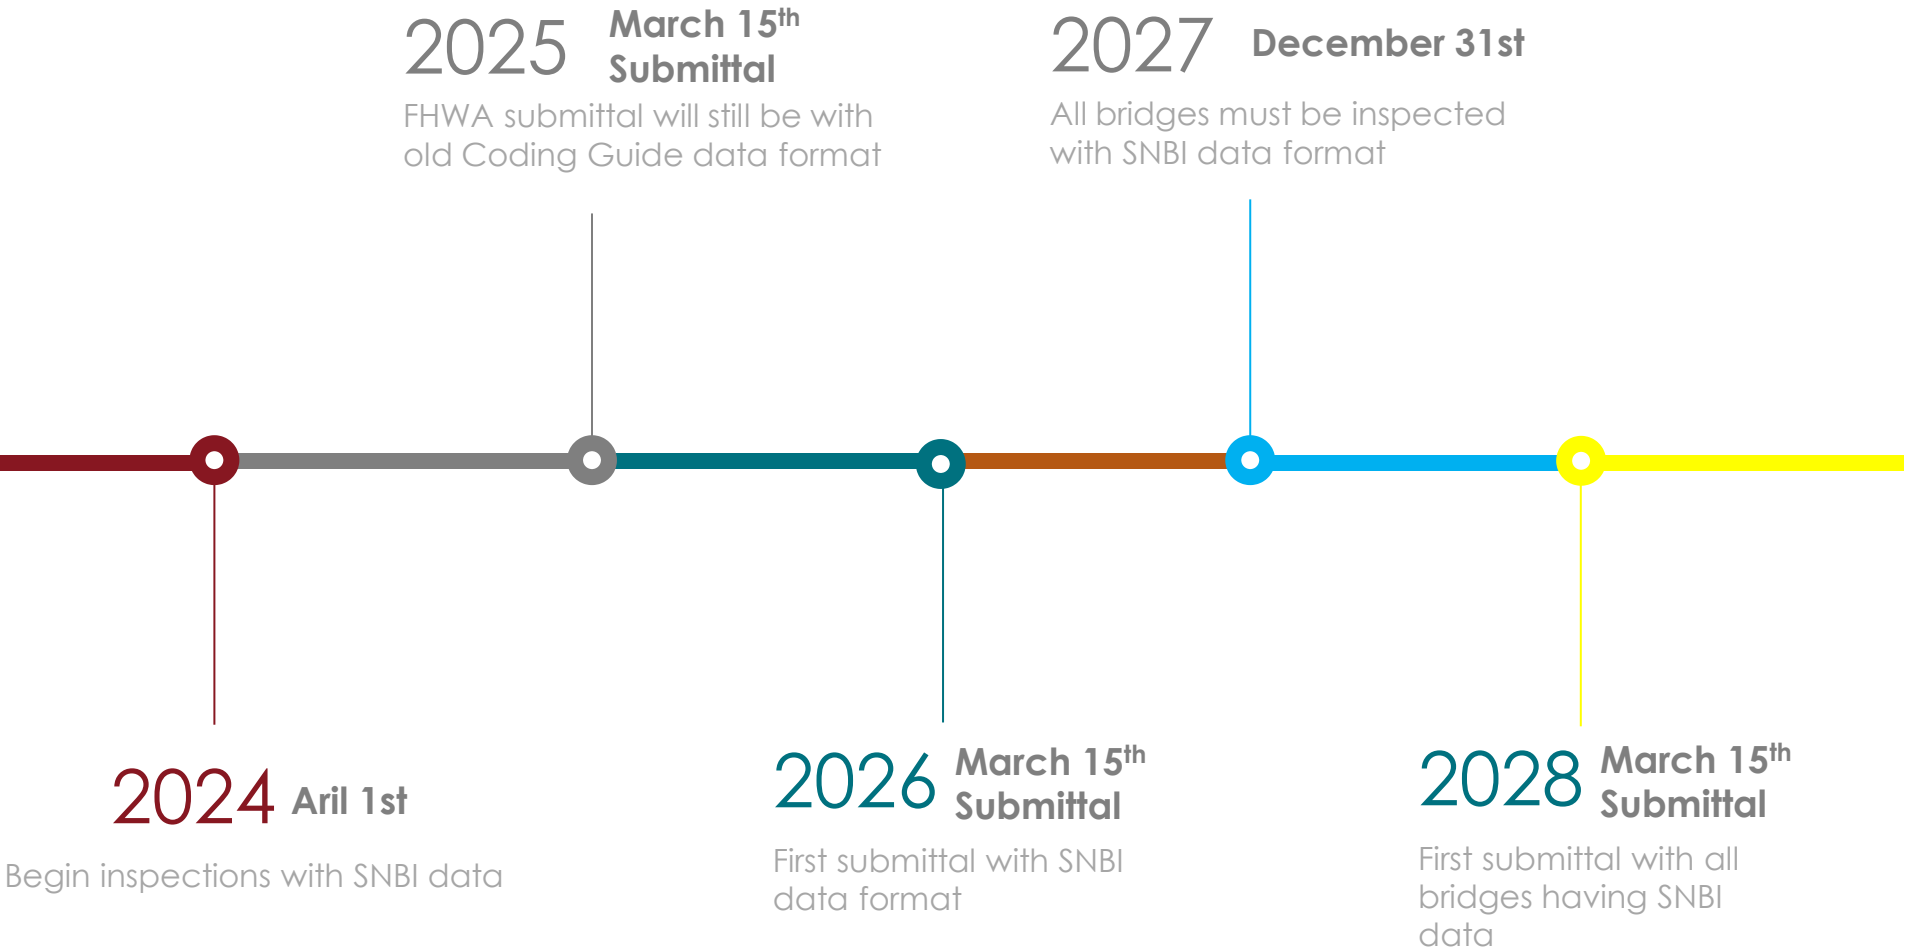 2025
March 15th
Submittal
FHWA submittal will still be with
old Coding Guide data format
2027
December 31st
All bridges must be inspected
with SNBI data format
2024
Aril 1st
Begin inspections with SNBI data
2026
March 15th
Submittal
First submittal with SNBI
data format
2028
March 15th
Submittal
First submittal with all
bridges having SNBI
data